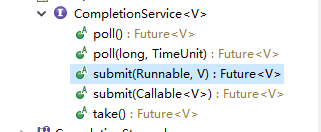 CompletionService<V>
poll() : Future<V>
poll(long, TimeUnit) : Future<V>
submit(Runnable, V) : Future<V>
submit(Callable<V>) : Future<V>
take() : Future<V>